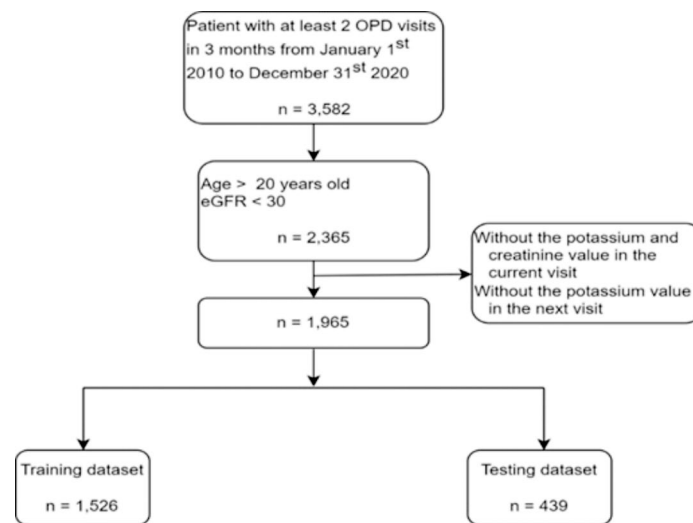 Patient with at least 2 OPD visits
in 3 months from January 1st
2010 to December 31st 2020
n = 3,582
Age > 20 years old
eGFR < 30
n = 2,365
Without the potassium and
creatinine value in the
current visit
Without the potassium value
in the next visit
n = 1,965
Training dataset
n = 1,526
Testing dataset
n = 439